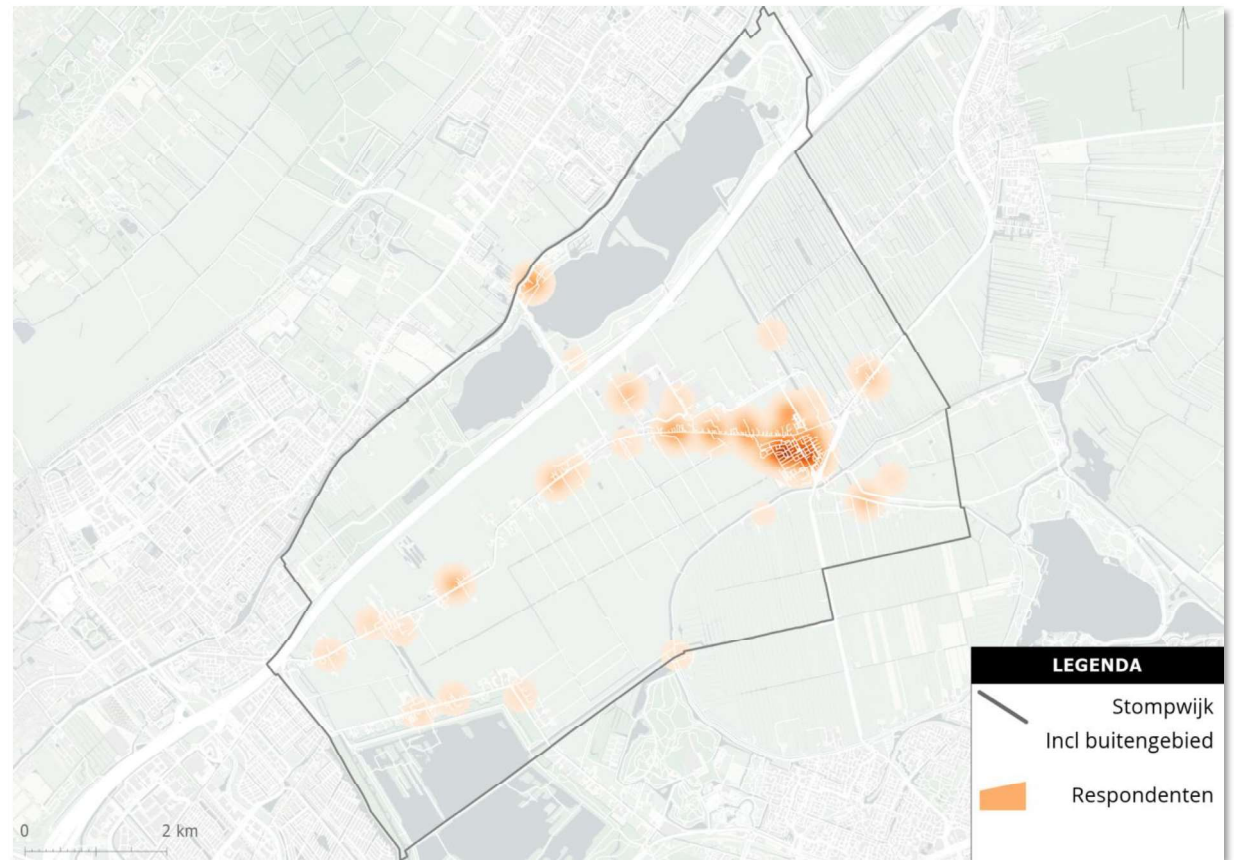 LEGENDA
Stompwijk
Incl buitengebied
Respondenten
0 2 km